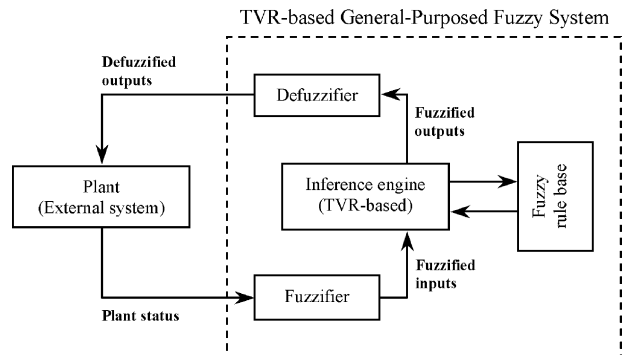 TVR-based General-Purposed Fuzzy System
Defuzzified
outputs
Defuzzifier
Fuzzified
outputs
Plant
(External system)
Inference engine
(TVR-based)
Fuzzy
rule base
Fuzzified
inputs
Fuzzifier
Plant status